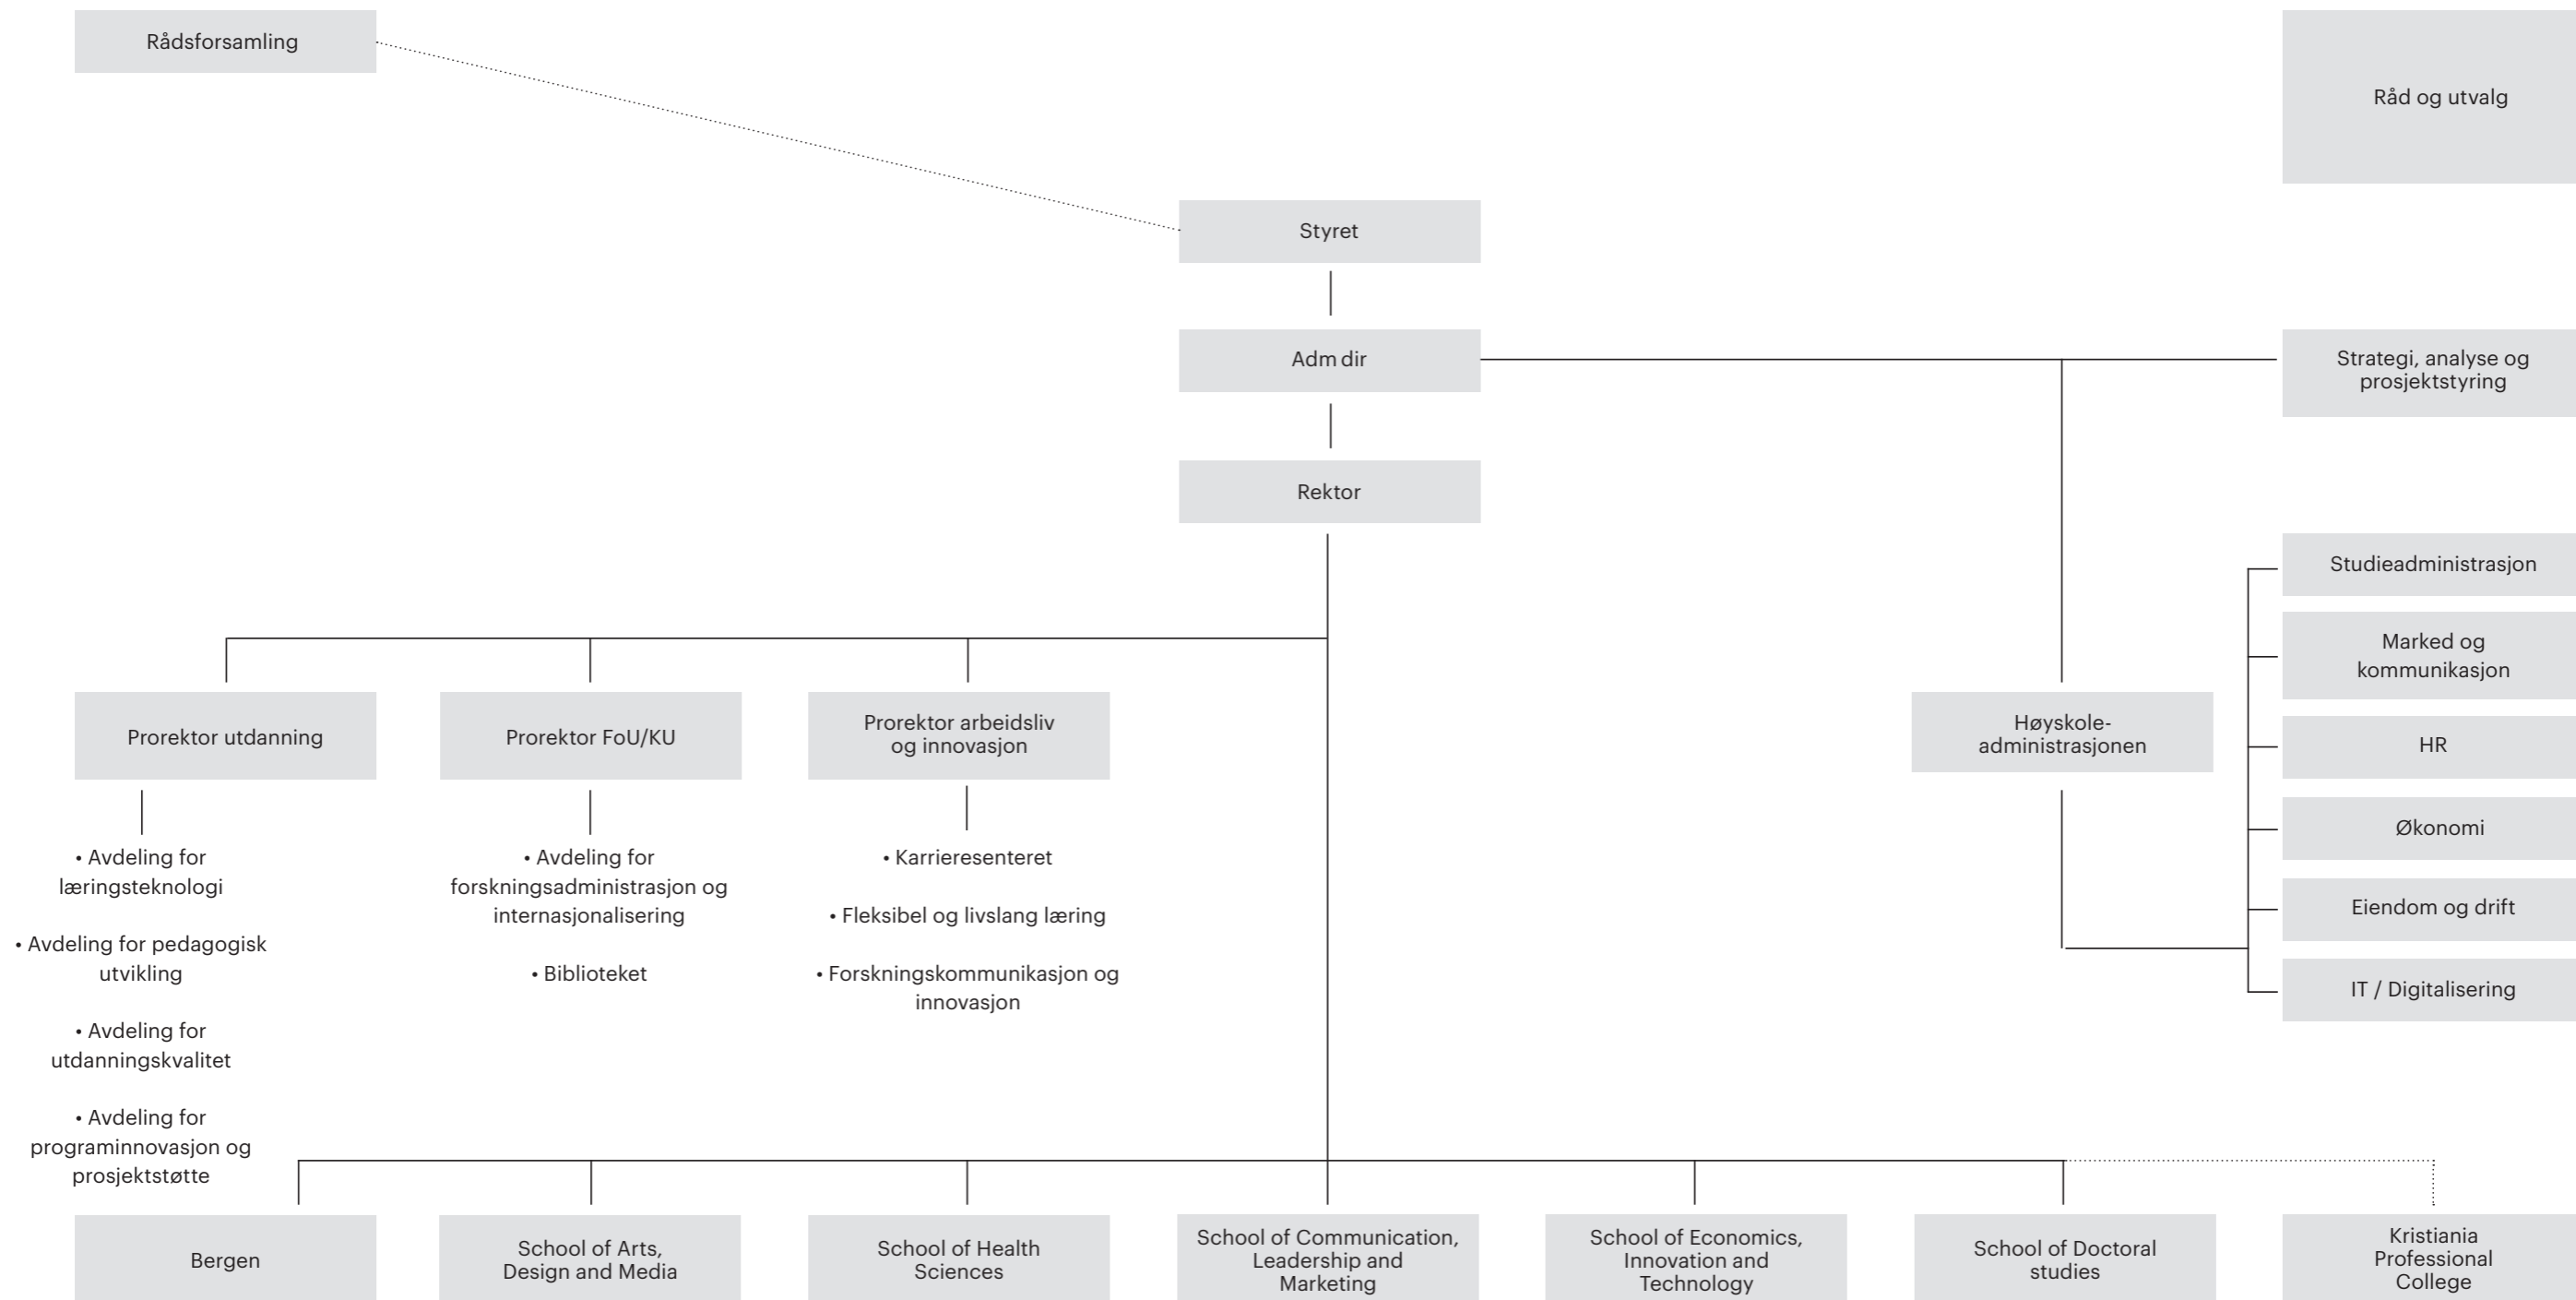 Rådsforsamling
Råd og utvalg
Styret
Adm dir
Strategi, analyse og
prosjektstyring
Rektor
Studieadministrasjon
Marked og
kommunikasjon
HR
Økonomi
Eiendom og drift
IT / Digitalisering
Høyskole-
administrasjonen
Prorektor utdanning
Prorektor FoU/KU
Prorektor arbeidsliv
og innovasjon
• Avdeling for
læringsteknologi
• Avdeling for pedagogisk
utvikling
• Avdeling for
utdanningskvalitet
• Avdeling for
programinnovasjon og
prosjektstøtte
• Avdeling for
forskningsadministrasjon og
internasjonalisering
• Biblioteket
• Karrieresenteret
• Fleksibel og livslang læring
• Forskningskommunikasjon og
innovasjon
Bergen
School of Arts,
Design and Media
School of Health
Sciences
School of Communication,
Leadership and
Marketing
School of Economics,
Innovation and
Technology
School of Doctoral
studies
Kristiania
Professional
College